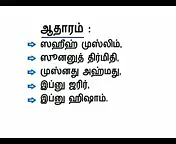 ஆதாரம் :
ஸஹீஹ் முஸ்லிம்,
ஸூனனுத் திர்மிதி,
முஸ்னது அஹ்மது,
இப்னு ஜரீர்,
இப்னு ஹிஷாம்.